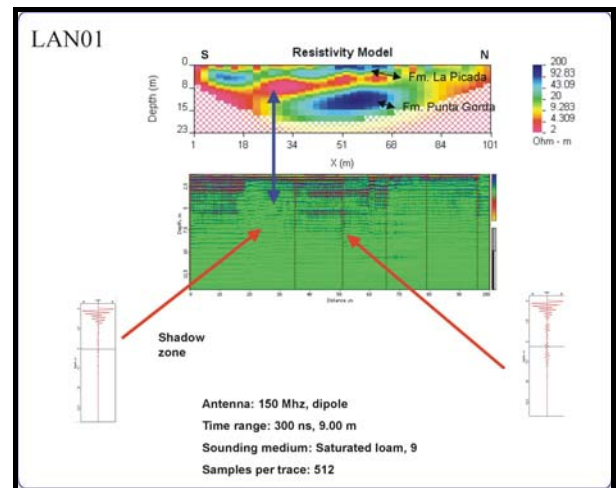 LAN01
S Resistivity Model N
Depth (m)
0
8
15
23
Fm. La Picada
Fm. Punta Gorda
200
92.83
43.09
20
9.283
4.309
2
Ohm - m
1 18 34 51 68 84 101
X (m)
Distance ,m
Shadow
zone
Antenna: 150 Mhz, dipole
Time range: 300 ns, 9.00 m
Sounding medium: Saturated loam, 9
Samples per trace: 512